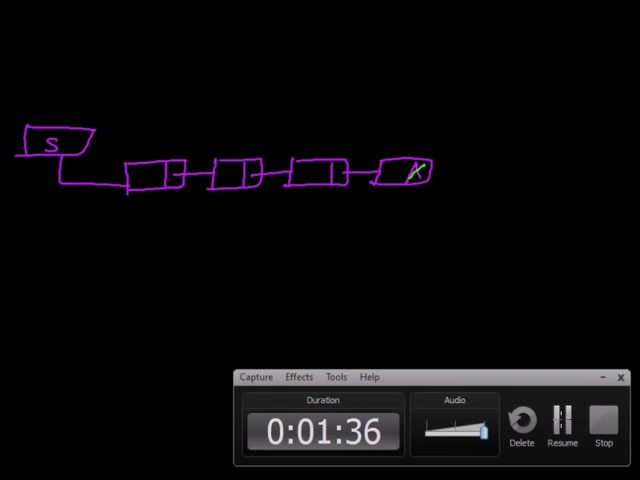 S
X
Capture Effects Tools Help
Duration Audio
0:01:36
Delete Resume Stop